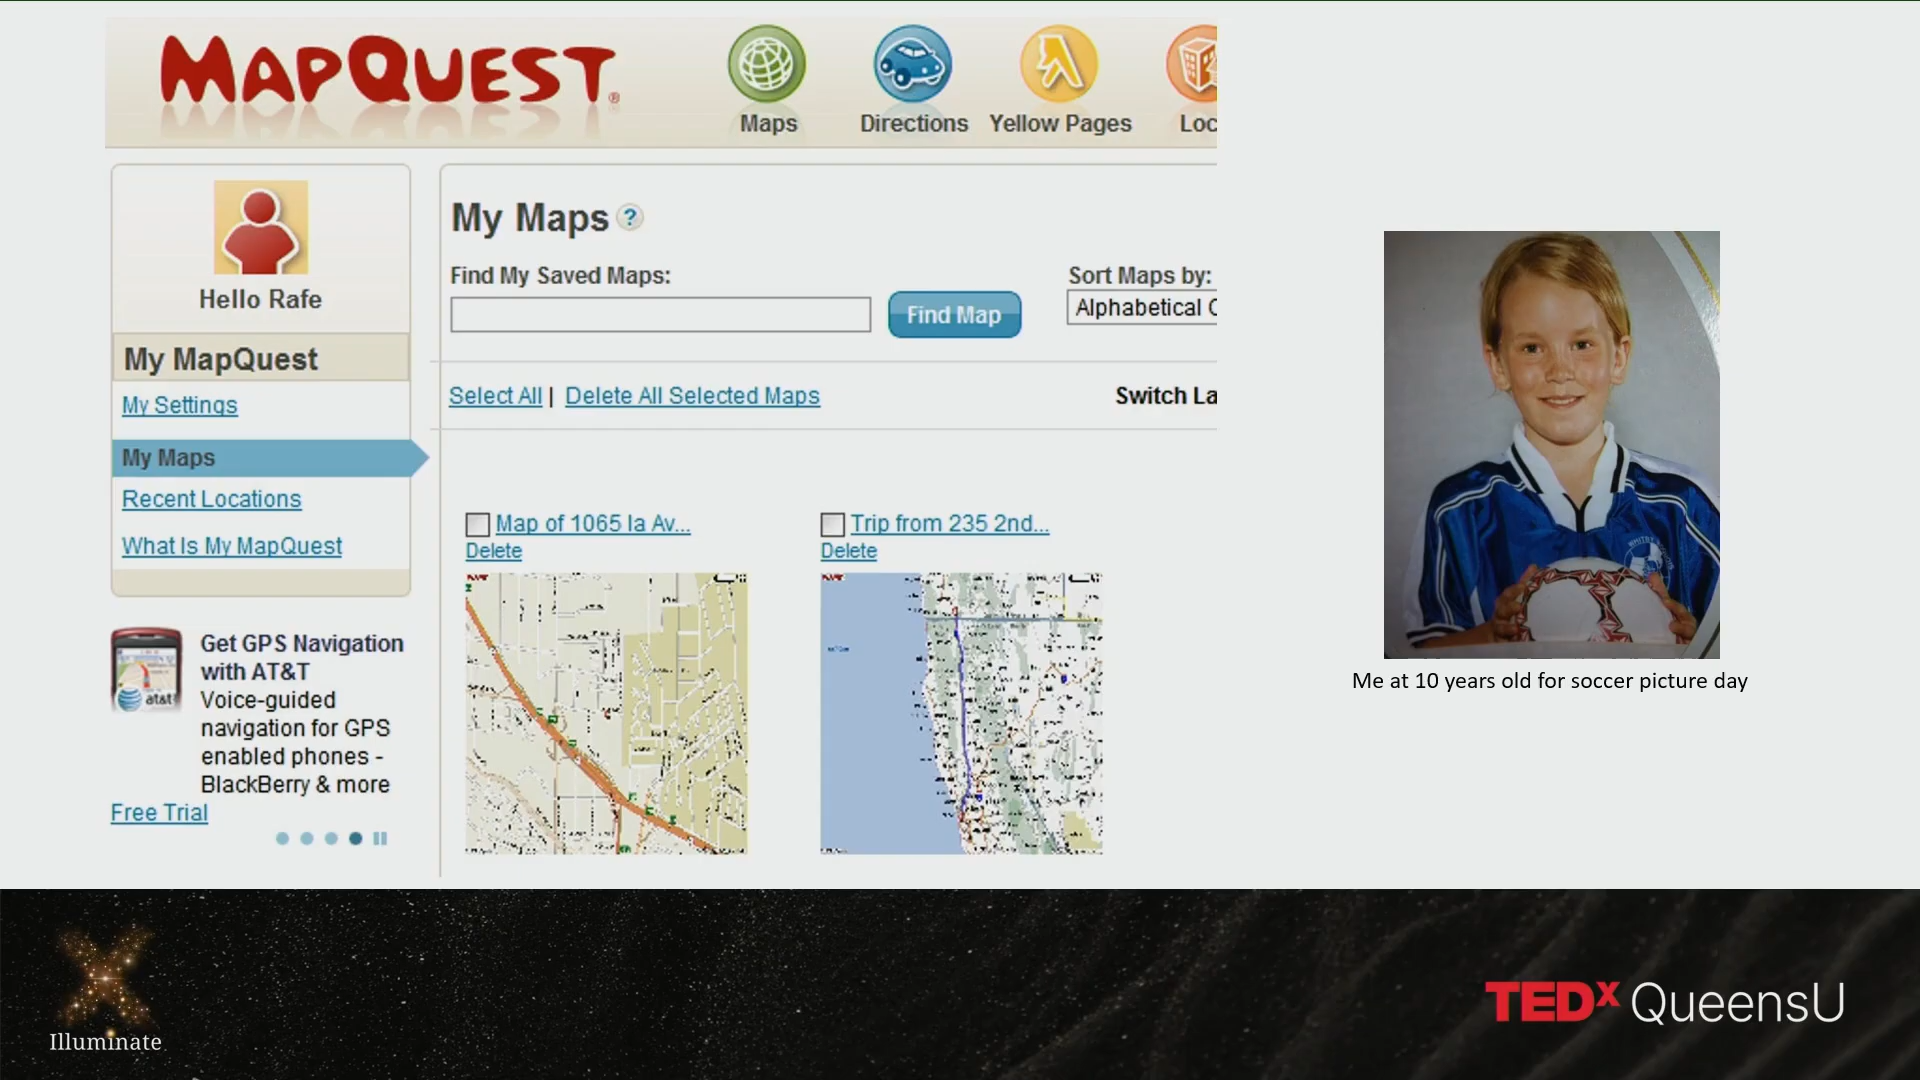 MAPQUEST®
Maps
Directions
Yellow Pages
Loc
Hello Rafe
My MapQuest
My Settings
My Maps
Recent Locations
What Is My MapQuest
Get GPS Navigation
with AT&T
Voice-guided
navigation for GPS
enabled phones -
BlackBerry & more
at&t
Free Trial
My Maps ?
Find My Saved Maps:
Find Map
Sort Maps by:
Alphabetical O
Select All | Delete All Selected Maps
Switch La
Map of 1065 la Av...
Delete
Trip from 235 2nd...
Delete
Me at 10 years old for soccer picture day
Illuminate
TEDx QueensU